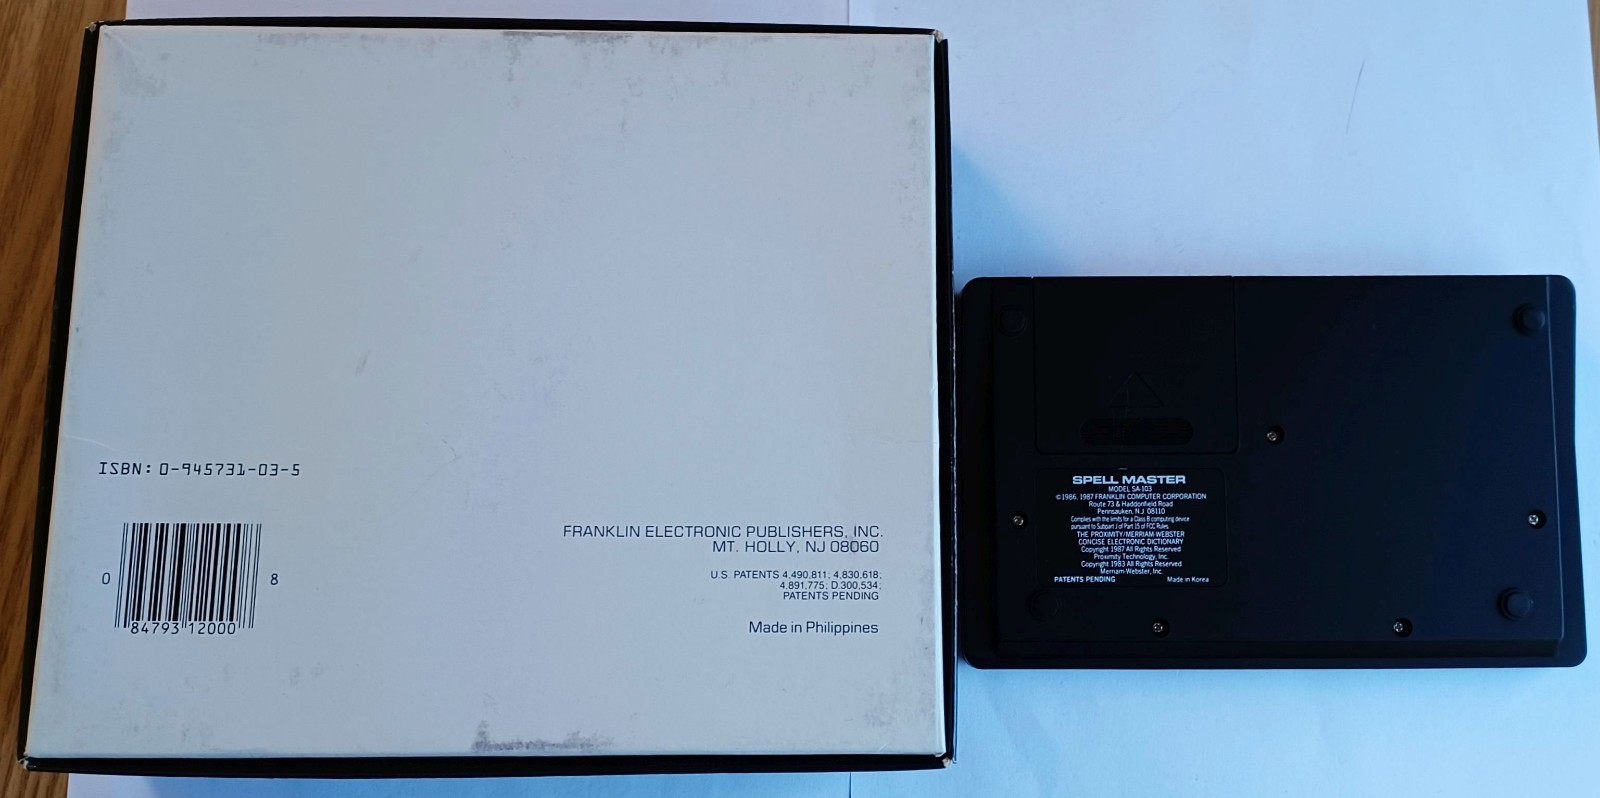 ISBN: 0-945731-03-5
0 84793 12000 8
FRANKLIN ELECTRONIC PUBLISHERS, INC.
MT. HOLLY, NJ 08060
U.S. PATENTS 4,490,811; 4,830,618;
4,891,775; D.300,534;
PATENTS PENDING
Made in Philippines
SPELL MASTER
MODEL SA-103
©1986, 1987 FRANKLIN COMPUTER CORPORATION
Route 73 & Haddonfield Road
Pennsauken, N.J. 08110
Complies with the limits for a Class B computing device
pursuant to Subpart J of Part 15 of FCC Rules.
THE PROXIMITY/MERRIAM-WEBSTER
CONCISE ELECTRONIC DICTIONARY
Copyright 1987 All Rights Reserved
Proximity Technology, Inc.
Copyright 1983 All Rights Reserved
Merriam-Webster, Inc.
PATENTS PENDING Made in Korea